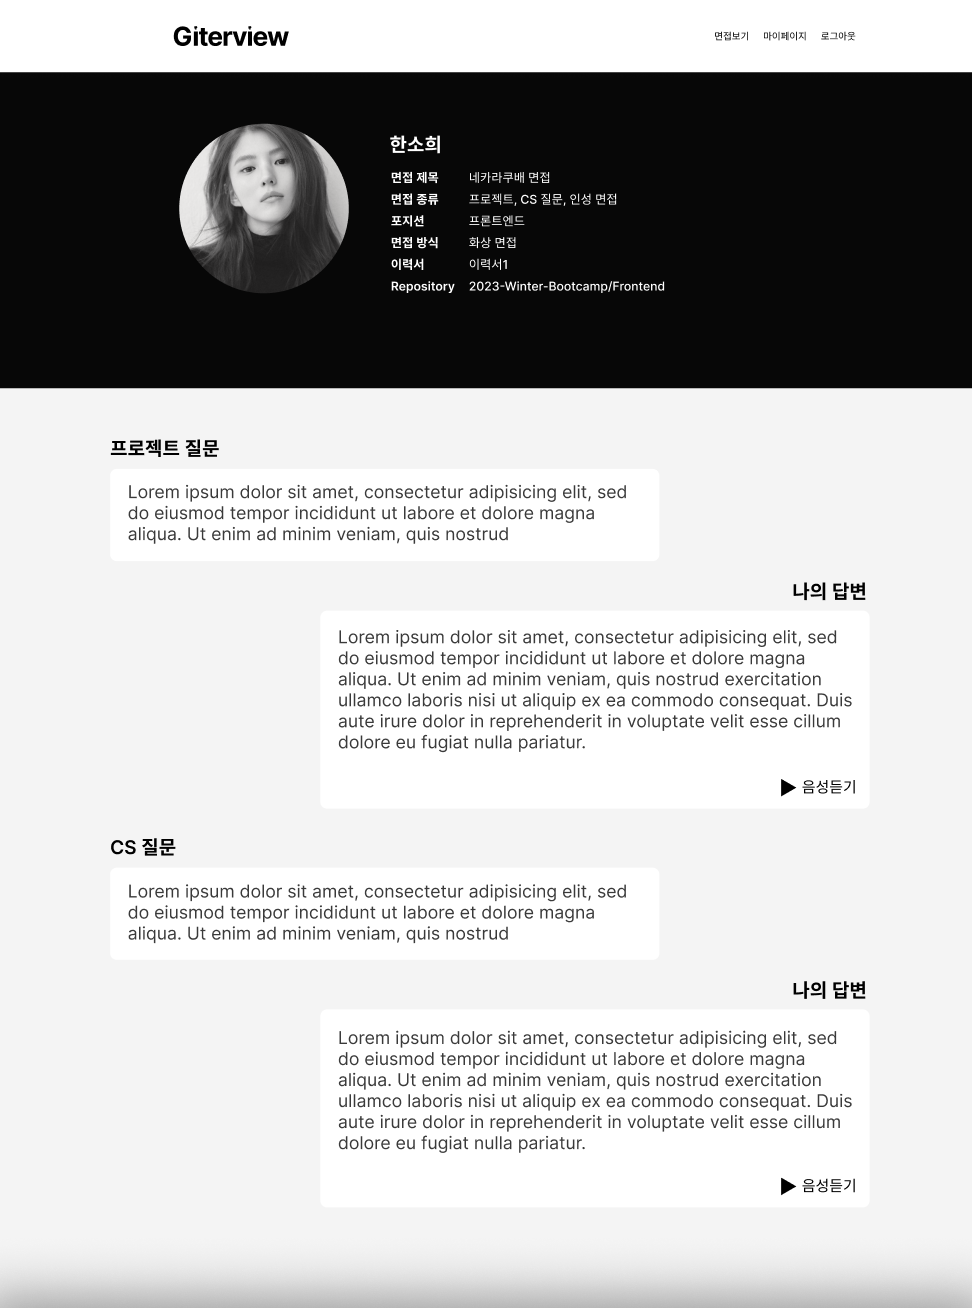 Giterview
면접보기 마이페이지 로그아웃
한소희
면접 제목 네카라쿠배 면접
면접 종류 프로젝트, CS 질문, 인성 면접
포지션 프론트엔드
면접 방식 화상 면접
이력서 이력서1
Repository 2023-Winter-Bootcamp/Frontend
프로젝트 질문
Lorem ipsum dolor sit amet, consectetur adipisicing elit, sed
do eiusmod tempor incididunt ut labore et dolore magna
aliqua. Ut enim ad minim veniam, quis nostrud
나의 답변
Lorem ipsum dolor sit amet, consectetur adipisicing elit, sed
do eiusmod tempor incididunt ut labore et dolore magna
aliqua. Ut enim ad minim veniam, quis nostrud exercitation
ullamco laboris nisi ut aliquip ex ea commodo consequat. Duis
aute irure dolor in reprehenderit in voluptate velit esse cillum
dolore eu fugiat nulla pariatur.
▶ 음성듣기
CS 질문
Lorem ipsum dolor sit amet, consectetur adipisicing elit, sed
do eiusmod tempor incididunt ut labore et dolore magna
aliqua. Ut enim ad minim veniam, quis nostrud
나의 답변
Lorem ipsum dolor sit amet, consectetur adipisicing elit, sed
do eiusmod tempor incididunt ut labore et dolore magna
aliqua. Ut enim ad minim veniam, quis nostrud exercitation
ullamco laboris nisi ut aliquip ex ea commodo consequat. Duis
aute irure dolor in reprehenderit in voluptate velit esse cillum
dolore eu fugiat nulla pariatur.
▶ 음성듣기